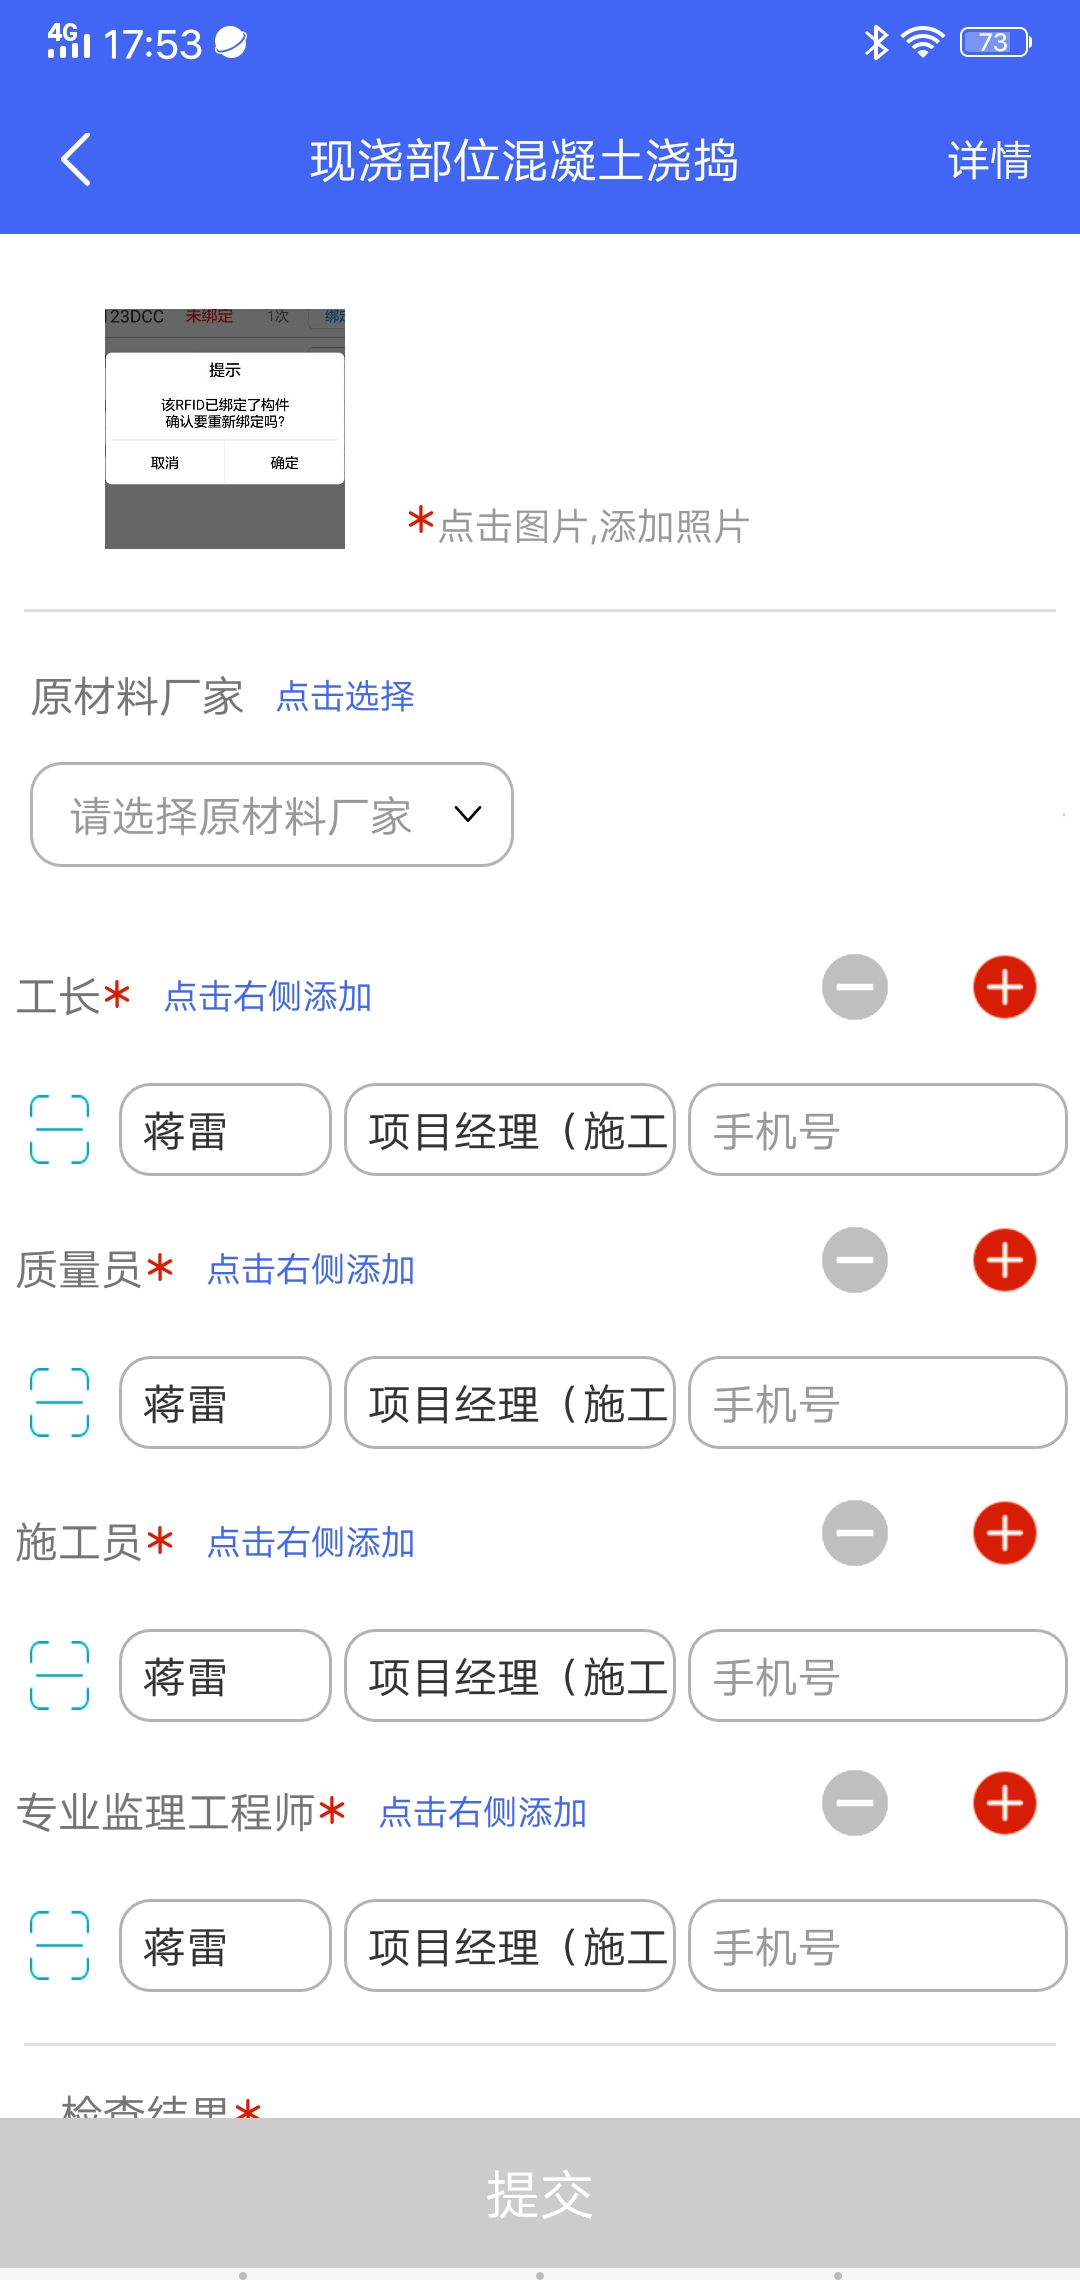 4G 17:53 73
现浇部位混凝土浇捣 详情
123DCC 未绑定 1次
提示
该RFID已绑定了构件
确认要重新绑定吗?
取消 确定
*点击图片,添加照片
原材料厂家 点击选择
请选择原材料厂家
工长* 点击右侧添加
蒋雷 项目经理（施工 手机号
质量员* 点击右侧添加
蒋雷 项目经理（施工 手机号
施工员* 点击右侧添加
蒋雷 项目经理（施工 手机号
专业监理工程师* 点击右侧添加
蒋雷 项目经理（施工 手机号
检查结果*
提交